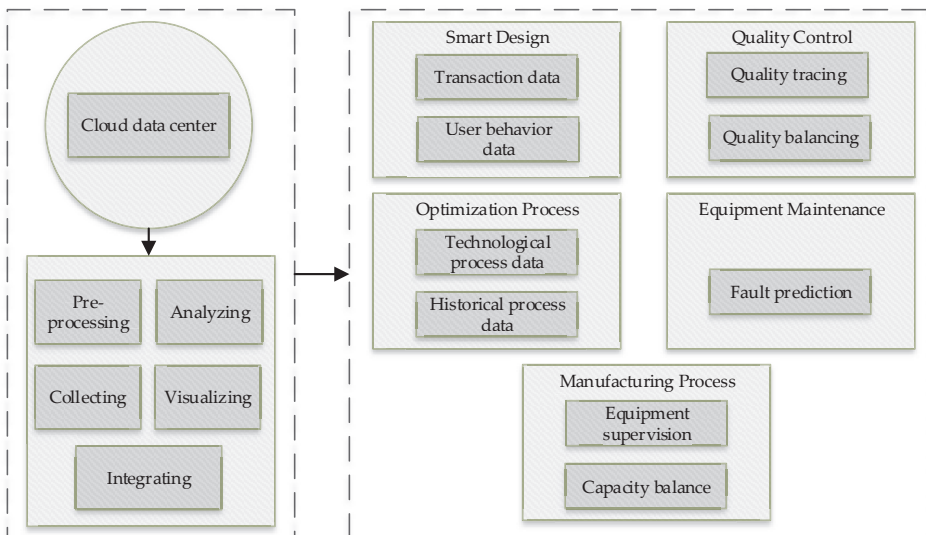 Cloud data center
Pre-
processing
Analyzing
Collecting
Visualizing
Integrating
Smart Design
Transaction data
User behavior
data
Quality Control
Quality tracing
Quality balancing
Optimization Process
Technological
process data
Historical process
data
Equipment Maintenance
Fault prediction
Manufacturing Process
Equipment
supervision
Capacity balance